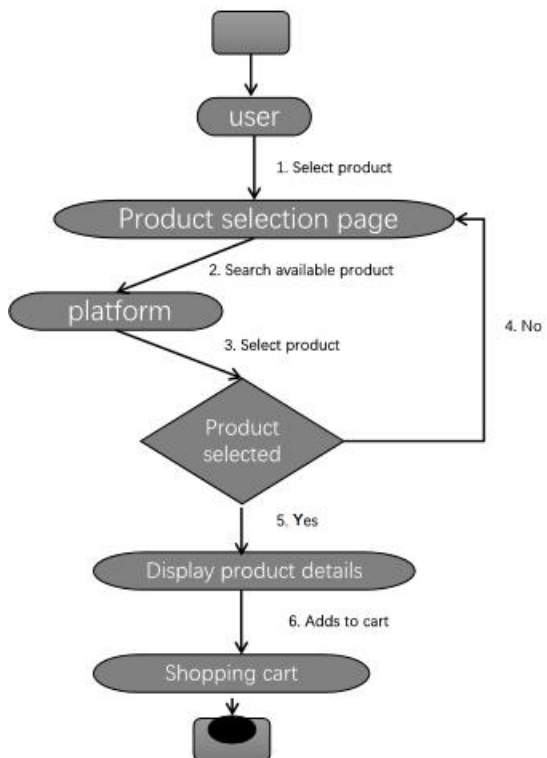 user
1. Select product
Product selection page
2. Search available product
platform
3. Select product
4. No
Product
selected
5. Yes
Display product details
6. Adds to cart
Shopping cart